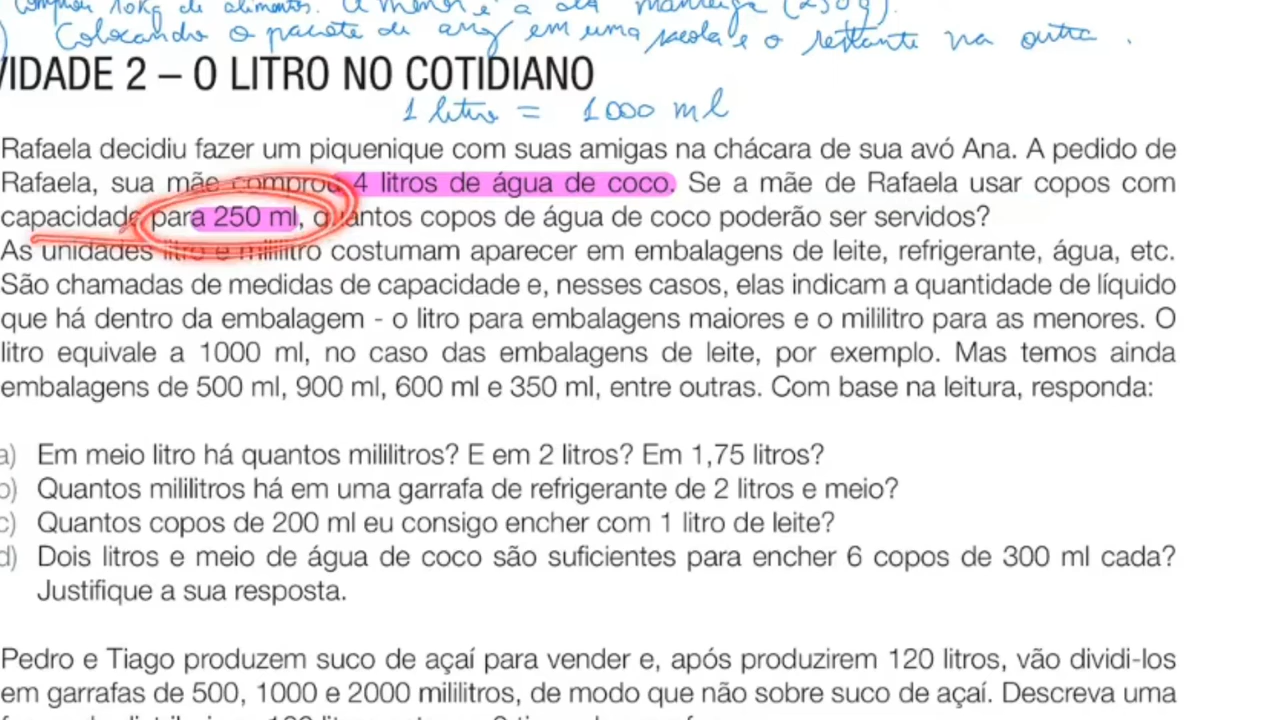 comprou 10kg de alimentos. A menor é a da manteiga (250g).
) Colocando o pacote de arroz em uma sacola e o restante na outra.
VIDADE 2 – O LITRO NO COTIDIANO
1 litro = 1000 ml
Rafaela decidiu fazer um piquenique com suas amigas na chácara de sua avó Ana. A pedido de
Rafaela, sua mãe comprou 4 litros de água de coco. Se a mãe de Rafaela usar copos com
capacidade para 250 ml, quantos copos de água de coco poderão ser servidos?
As unidades litro e mililitro costumam aparecer em embalagens de leite, refrigerante, água, etc.
São chamadas de medidas de capacidade e, nesses casos, elas indicam a quantidade de líquido
que há dentro da embalagem - o litro para embalagens maiores e o mililitro para as menores. O
litro equivale a 1000 ml, no caso das embalagens de leite, por exemplo. Mas temos ainda
embalagens de 500 ml, 900 ml, 600 ml e 350 ml, entre outras. Com base na leitura, responda:
a) Em meio litro há quantos mililitros? E em 2 litros? Em 1,75 litros?
b) Quantos mililitros há em uma garrafa de refrigerante de 2 litros e meio?
c) Quantos copos de 200 ml eu consigo encher com 1 litro de leite?
d) Dois litros e meio de água de coco são suficientes para encher 6 copos de 300 ml cada?
Justifique a sua resposta.
Pedro e Tiago produzem suco de açaí para vender e, após produzirem 120 litros, vão dividi-los
em garrafas de 500, 1000 e 2000 mililitros, de modo que não sobre suco de açaí. Descreva uma